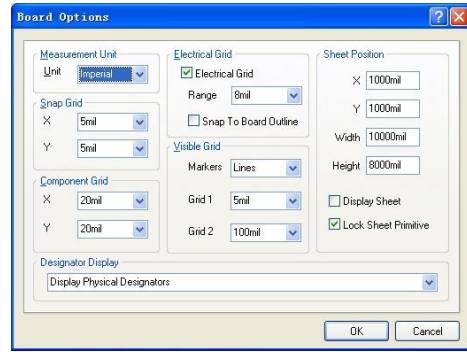 Board Options
Measurement Unit
Unit Imperial
Snap Grid
X 5mil
Y 5mil
Component Grid
X 20mil
Y 20mil
Electrical Grid
Electrical Grid
Range 8mil
Snap To Board Outline
Visible Grid
Markers Lines
Grid 1 5mil
Grid 2 100mil
Sheet Position
X 1000mil
Y 1000mil
Width 10000mil
Height 8000mil
Display Sheet
Lock Sheet Primitive
Designator Display
Display Physical Designators
OK Cancel